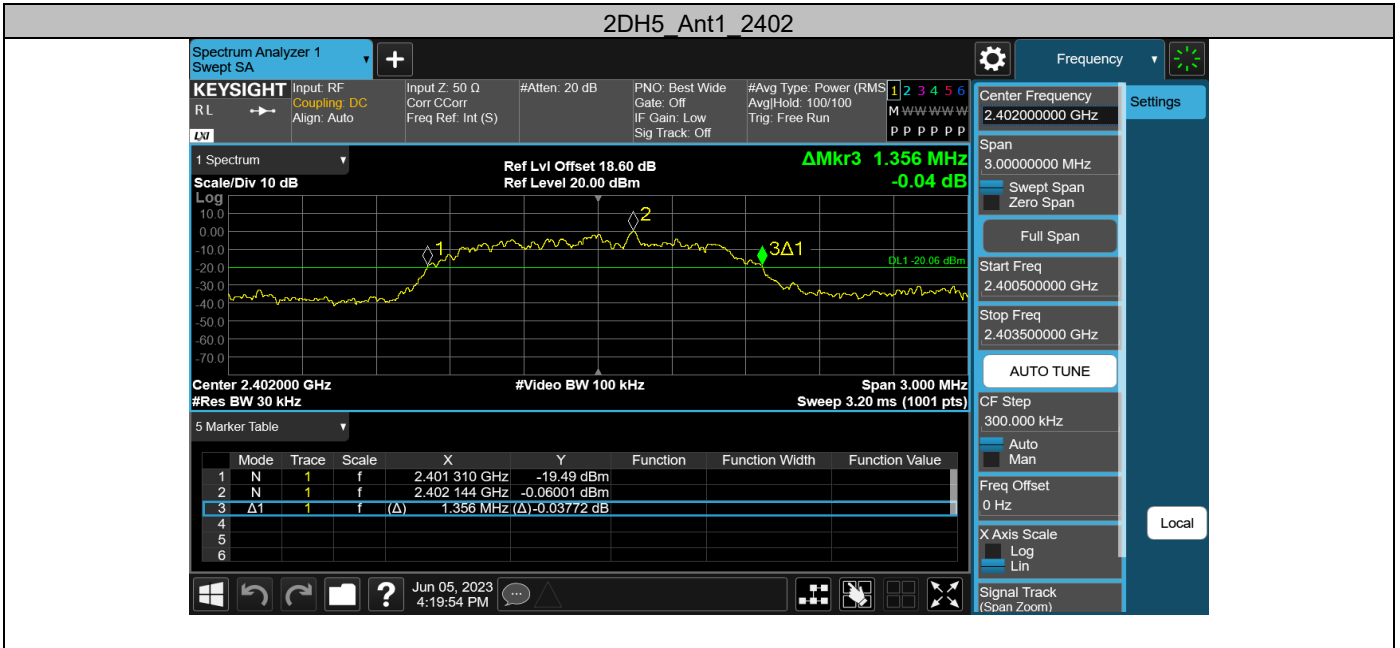 2DH5_Ant1_2402
Spectrum Analyzer 1
Swept SA
Frequency
KEYSIGHT
R L
LXI
Input: RF
Coupling: DC
Align: Auto
Input Z: 50 Ω
Corr CCorr
Freq Ref: Int (S)
#Atten: 20 dB
PNO: Best Wide
Gate: Off
IF Gain: Low
Sig Track: Off
#Avg Type: Power (RMS
Avg|Hold: 100/100
Trig: Free Run
1 2 3 4 5 6
M W W W W W
P P P P P P
1 Spectrum
Scale/Div 10 dB
Ref Lvl Offset 18.60 dB
Ref Level 20.00 dBm
ΔMkr3 1.356 MHz
-0.04 dB
Log
10.0
0.00
-10.0
-20.0
-30.0
-40.0
-50.0
-60.0
-70.0
1
2
3Δ1
DL1 -20.06 dBm
Center 2.402000 GHz
#Video BW 100 kHz
Span 3.000 MHz
#Res BW 30 kHz
Sweep 3.20 ms (1001 pts)
5 Marker Table
Mode Trace Scale X Y Function Function Width Function Value
1 N 1 f 2.401 310 GHz -19.49 dBm
2 N 1 f 2.402 144 GHz -0.06001 dBm
3 Δ1 1 f (Δ) 1.356 MHz (Δ) -0.03772 dB
4
5
6
?
Jun 05, 2023
4:19:54 PM
Center Frequency
2.402000000 GHz
Settings
Span
3.00000000 MHz
Swept Span
Zero Span
Full Span
Start Freq
2.400500000 GHz
Stop Freq
2.403500000 GHz
AUTO TUNE
CF Step
300.000 kHz
Auto
Man
Freq Offset
0 Hz
Local
X Axis Scale
Log
Lin
Signal Track
(Span Zoom)